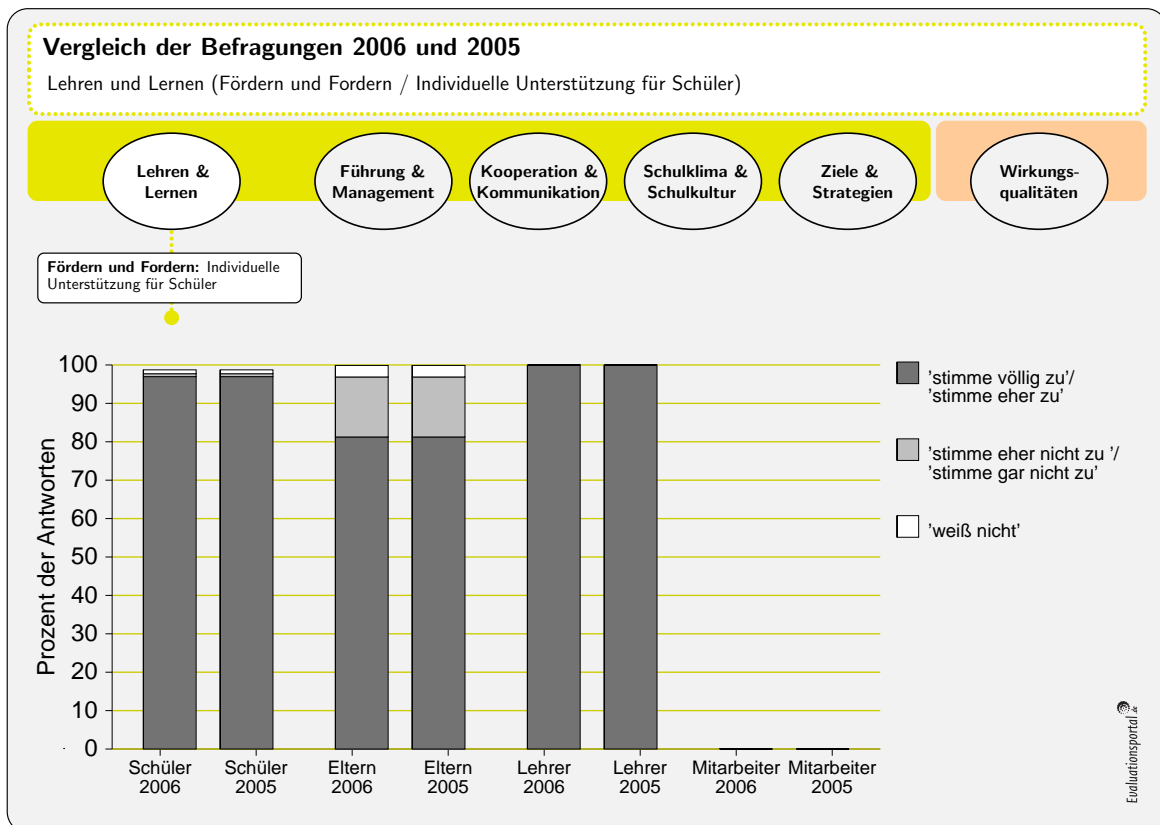 Vergleich der Befragungen 2006 und 2005
Lehren und Lernen (Fördern und Fordern / Individuelle Unterstützung für Schüler)
Lehren &
Lernen
Führung &
Management
Kooperation &
Kommunikation
Schulklima &
Schulkultur
Ziele &
Strategien
Wirkungs-
qualitäten
Fördern und Fordern: Individuelle
Unterstützung für Schüler
Prozent der Antworten
100
90
80
70
60
50
40
30
20
10
0
Schüler
2006
Schüler
2005
Eltern
2006
Eltern
2005
Lehrer
2006
Lehrer
2005
Mitarbeiter
2006
Mitarbeiter
2005
'stimme völlig zu'/
'stimme eher zu'
'stimme eher nicht zu '/
'stimme gar nicht zu'
'weiß nicht'
Evaluationsportal.de